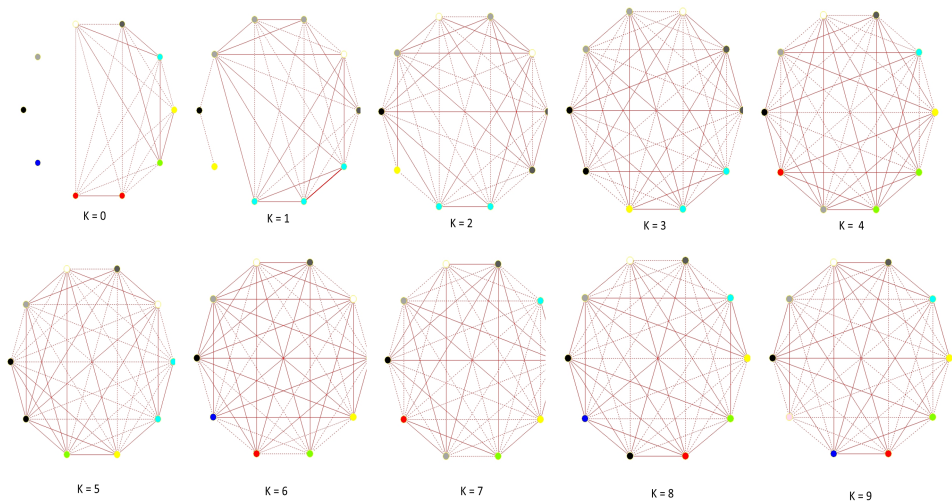 K = 0
K = 1
K = 2
K = 3
K = 4
K = 5
K = 6
K = 7
K = 8
K = 9